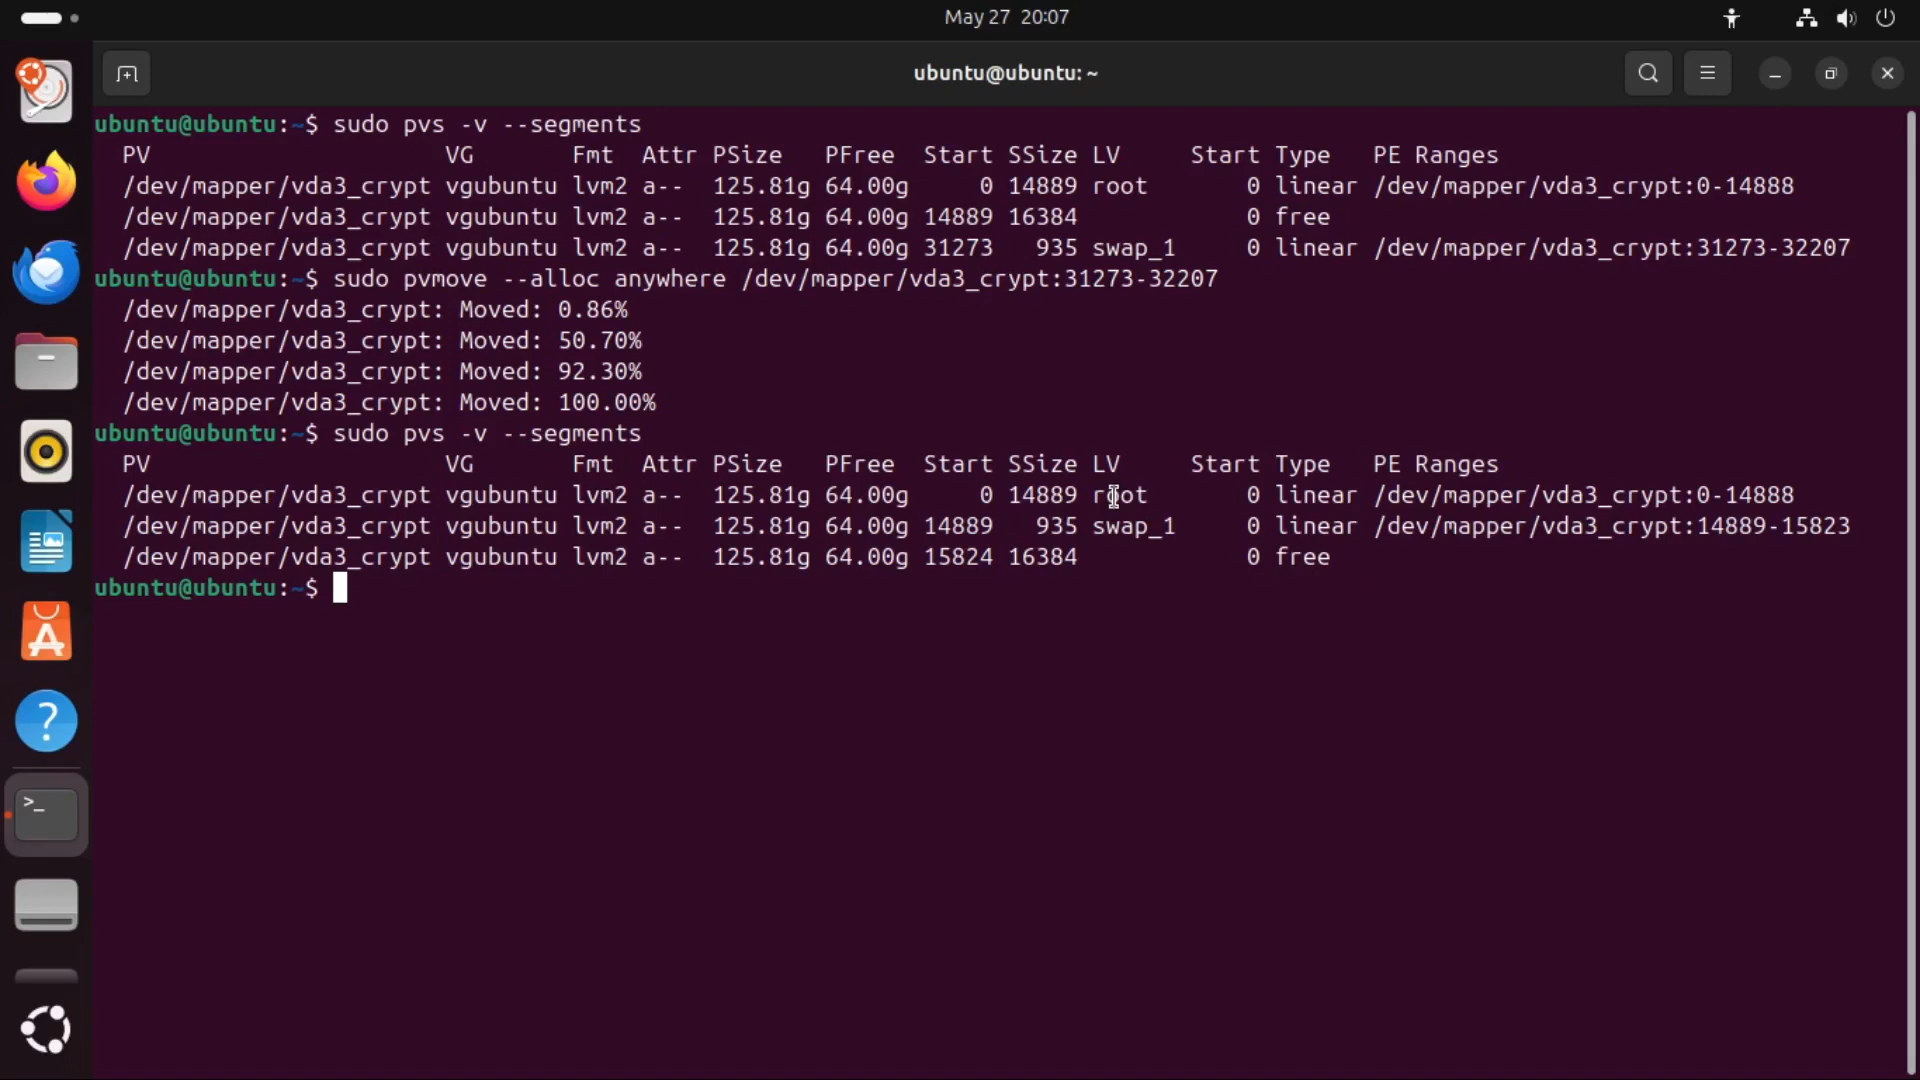 May 27 20:07
ubuntu@ubuntu: ~
ubuntu@ubuntu:~$ sudo pvs -v --segments
  PV                     VG       Fmt  Attr PSize   PFree  Start SSize LV     Start Type   PE Ranges
  /dev/mapper/vda3_crypt vgubuntu lvm2 a--  125.81g 64.00g     0 14889 root       0 linear /dev/mapper/vda3_crypt:0-14888
  /dev/mapper/vda3_crypt vgubuntu lvm2 a--  125.81g 64.00g 14889 16384            0 free
  /dev/mapper/vda3_crypt vgubuntu lvm2 a--  125.81g 64.00g 31273   935 swap_1     0 linear /dev/mapper/vda3_crypt:31273-32207
ubuntu@ubuntu:~$ sudo pvmove --alloc anywhere /dev/mapper/vda3_crypt:31273-32207
  /dev/mapper/vda3_crypt: Moved: 0.86%
  /dev/mapper/vda3_crypt: Moved: 50.70%
  /dev/mapper/vda3_crypt: Moved: 92.30%
  /dev/mapper/vda3_crypt: Moved: 100.00%
ubuntu@ubuntu:~$ sudo pvs -v --segments
  PV                     VG       Fmt  Attr PSize   PFree  Start SSize LV     Start Type   PE Ranges
  /dev/mapper/vda3_crypt vgubuntu lvm2 a--  125.81g 64.00g     0 14889 root       0 linear /dev/mapper/vda3_crypt:0-14888
  /dev/mapper/vda3_crypt vgubuntu lvm2 a--  125.81g 64.00g 14889   935 swap_1     0 linear /dev/mapper/vda3_crypt:14889-15823
  /dev/mapper/vda3_crypt vgubuntu lvm2 a--  125.81g 64.00g 15824 16384            0 free
ubuntu@ubuntu:~$